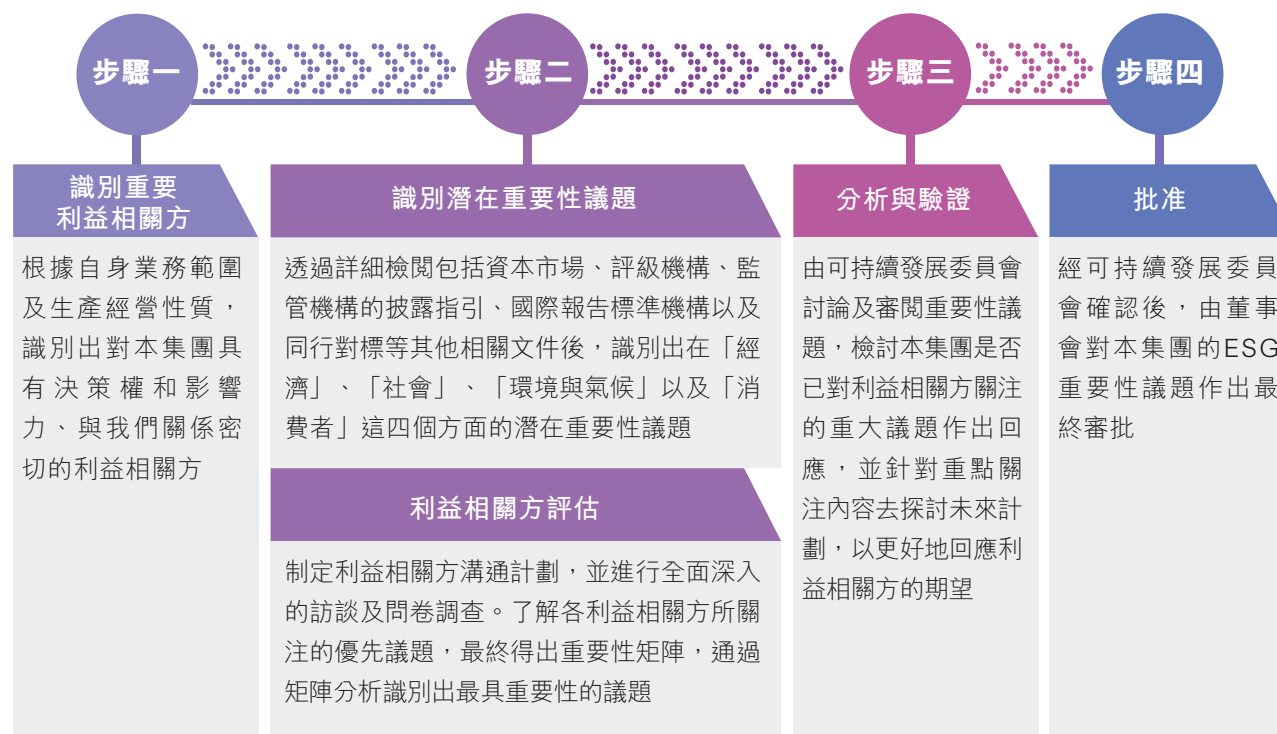 步驟一
步驟二
步驟三
步驟四
識別重要
利益相關方
根據自身業務範圍
及生產經營性質，
識別出對本集團具
有決策權和影響
力、與我們關係密
切的利益相關方
識別潛在重要性議題
透過詳細檢閱包括資本市場、評級機構、監
管機構的披露指引、國際報告標準機構以及
同行對標等其他相關文件後，識別出在「經
濟」、「社會」、「環境與氣候」以及「消
費者」這四個方面的潛在重要性議題
利益相關方評估
制定利益相關方溝通計劃，並進行全面深入
的訪談及問卷調查。了解各利益相關方所關
注的優先議題，最終得出重要性矩陣，通過
矩陣分析識別出最具重要性的議題
分析與驗證
由可持續發展委員會
討論及審閱重要性議
題，檢討本集團是否
已對利益相關方關注
的重大議題作出回
應，並針對重點關
注內容去探討未來計
劃，以更好地回應利
益相關方的期望
批准
經可持續發展委員
會確認後，由董事
會對本集團的ESG
重要性議題作出最
終審批